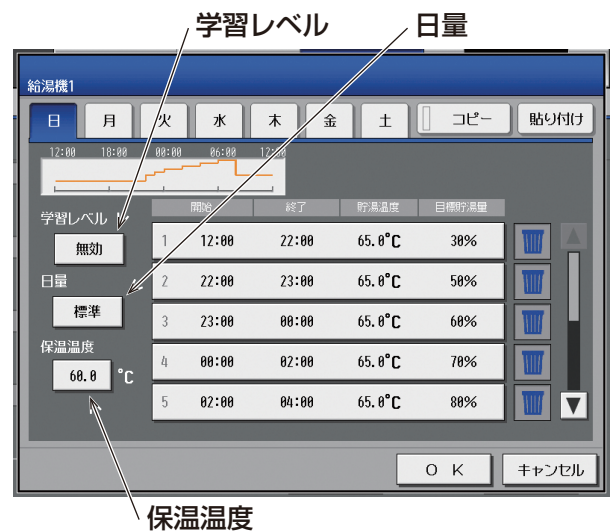 学習レベル 日量
給湯機1
日 月 火 水 木 金 土 コピー 貼り付け
12:00 18:00 00:00 06:00 12:00
開始 終了 貯湯温度 目標貯湯量
学習レベル
無効
日量
標準
保温温度
60.0 °C
1 12:00 22:00 65.0°C 30%
2 22:00 23:00 65.0°C 50%
3 23:00 00:00 65.0°C 60%
4 00:00 02:00 65.0°C 70%
5 02:00 04:00 65.0°C 80%
OK キャンセル
保温温度